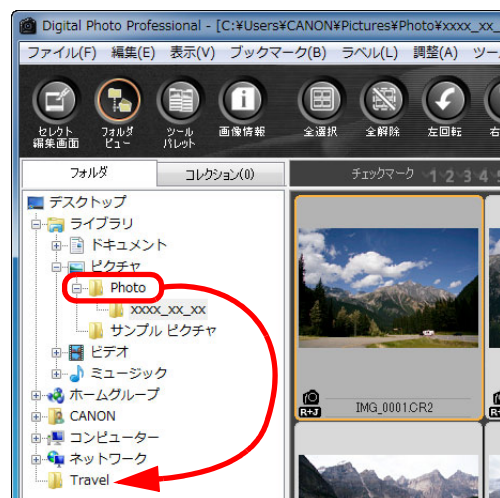 Digital Photo Professional - [C:¥Users¥CANON¥Pictures¥Photo¥xxxx_xx_
ファイル(F) 編集(E) 表示(V) ブックマーク(B) ラベル(L) 調整(A) ツー
セレクト編集画面
フォルダビュー
ツールパレット
画像情報
全選択
全解除
左回転
右
フォルダ コレクション(0) チェックマーク 1 2 3 4 5
デスクトップ
ライブラリ
ドキュメント
ピクチャ
Photo
xxxx_xx_xx
サンプル ピクチャ
ビデオ
ミュージック
ホームグループ
CANON
コンピューター
ネットワーク
Travel
R+J IMG_0001.CR2